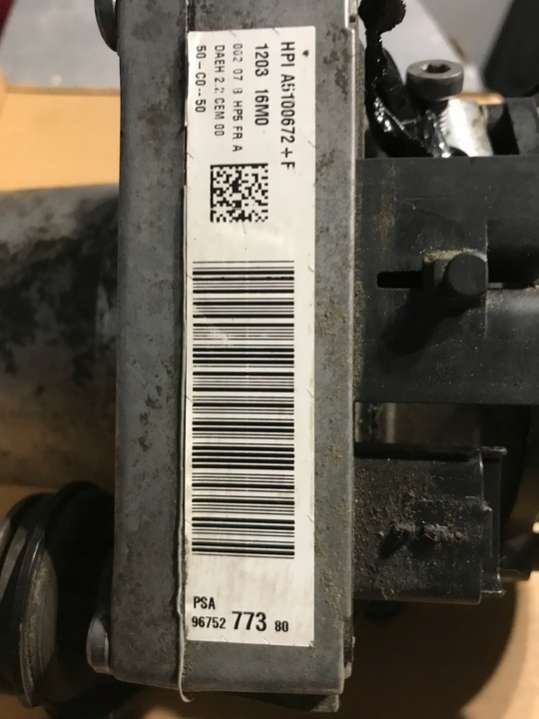 HPI A5100672 + F
1203 16M0
002 07 B HP5 FR A
DAEH 2.2 CEM 00
50 - C0 - - 50
PSA
96752 773 80